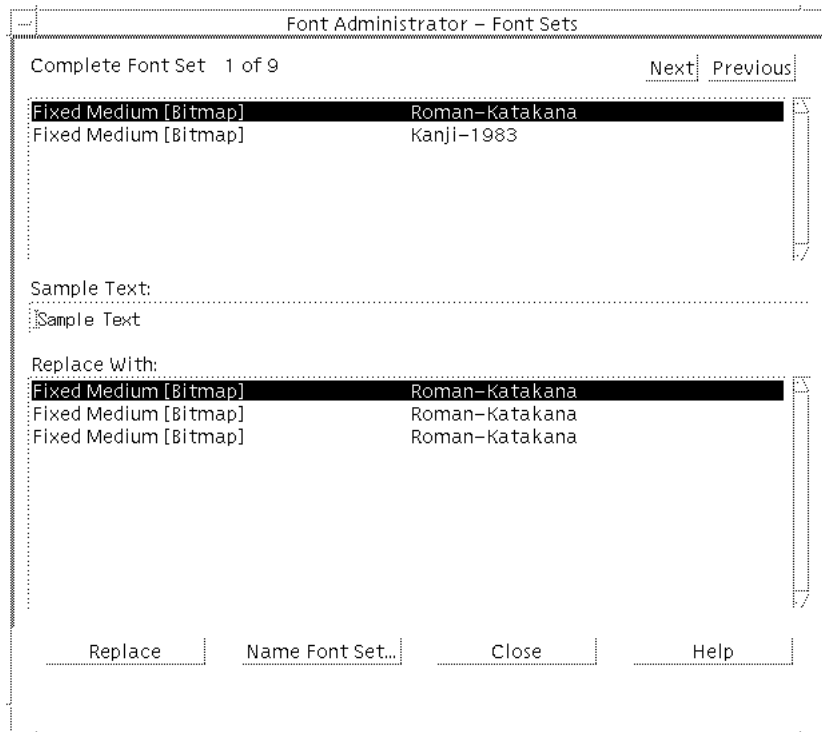 Font Administrator – Font Sets
Complete Font Set 1 of 9 Next Previous
Fixed Medium [Bitmap] Roman–Katakana
Fixed Medium [Bitmap] Kanji–1983
Sample Text:
Sample Text
Replace With:
Fixed Medium [Bitmap] Roman–Katakana
Fixed Medium [Bitmap] Roman–Katakana
Fixed Medium [Bitmap] Roman–Katakana
Replace Name Font Set... Close Help